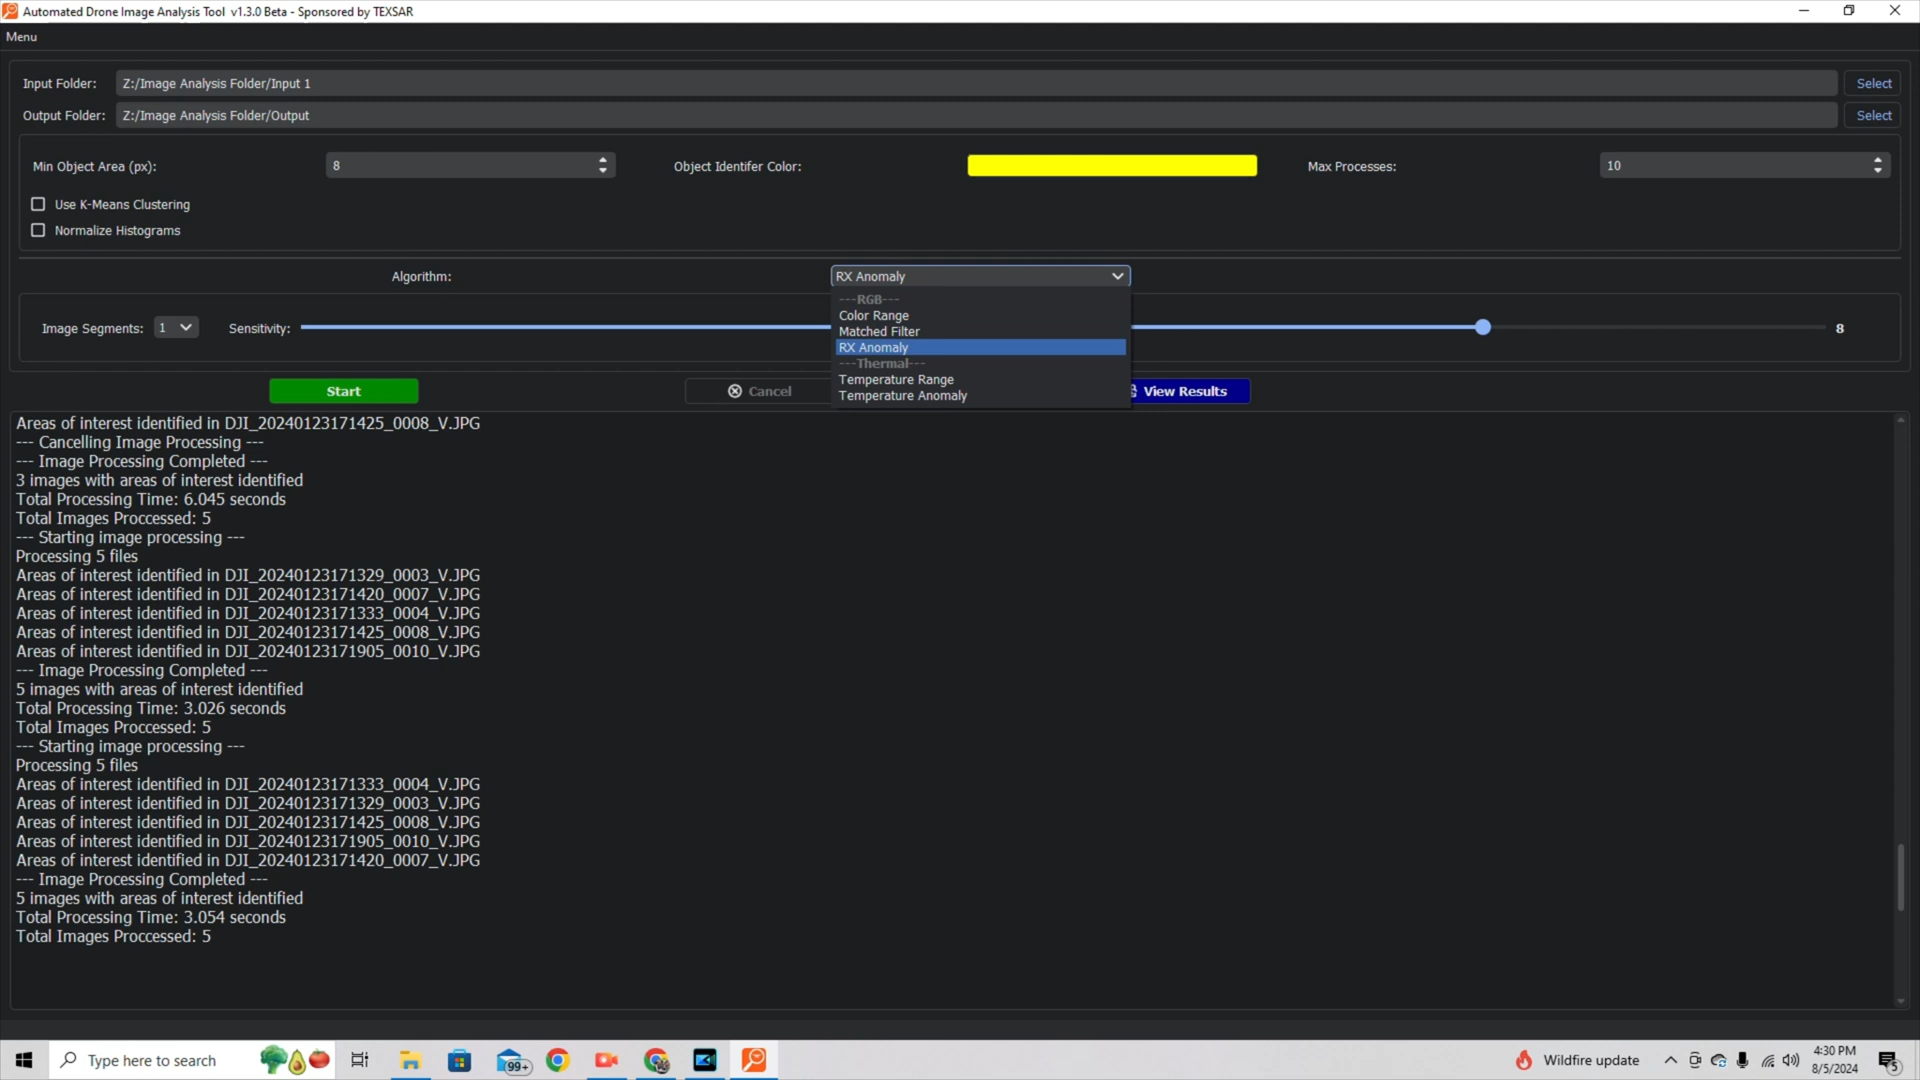 Automated Drone Image Analysis Tool v1.3.0 Beta - Sponsored by TEXSAR
Menu
Input Folder: Z:/Image Analysis Folder/Input 1 Select
Output Folder: Z:/Image Analysis Folder/Output Select
Min Object Area (px): 8 Object Identifer Color: Max Processes: 10
Use K-Means Clustering
Normalize Histograms
Algorithm: RX Anomaly
---RGB---
Color Range
Matched Filter
RX Anomaly
---Thermal---
Temperature Range
Temperature Anomaly
Image Segments: 1 Sensitivity: 8
Start Cancel View Results
Areas of interest identified in DJI_20240123171425_0008_V.JPG
--- Cancelling Image Processing ---
--- Image Processing Completed ---
3 images with areas of interest identified
Total Processing Time: 6.045 seconds
Total Images Proccessed: 5
--- Starting image processing ---
Processing 5 files
Areas of interest identified in DJI_20240123171329_0003_V.JPG
Areas of interest identified in DJI_20240123171420_0007_V.JPG
Areas of interest identified in DJI_20240123171333_0004_V.JPG
Areas of interest identified in DJI_20240123171425_0008_V.JPG
Areas of interest identified in DJI_20240123171905_0010_V.JPG
--- Image Processing Completed ---
5 images with areas of interest identified
Total Processing Time: 3.026 seconds
Total Images Proccessed: 5
--- Starting image processing ---
Processing 5 files
Areas of interest identified in DJI_20240123171333_0004_V.JPG
Areas of interest identified in DJI_20240123171329_0003_V.JPG
Areas of interest identified in DJI_20240123171425_0008_V.JPG
Areas of interest identified in DJI_20240123171905_0010_V.JPG
Areas of interest identified in DJI_20240123171420_0007_V.JPG
--- Image Processing Completed ---
5 images with areas of interest identified
Total Processing Time: 3.054 seconds
Total Images Proccessed: 5
Type here to search 99+ Wildfire update 4:30 PM
8/5/2024 5